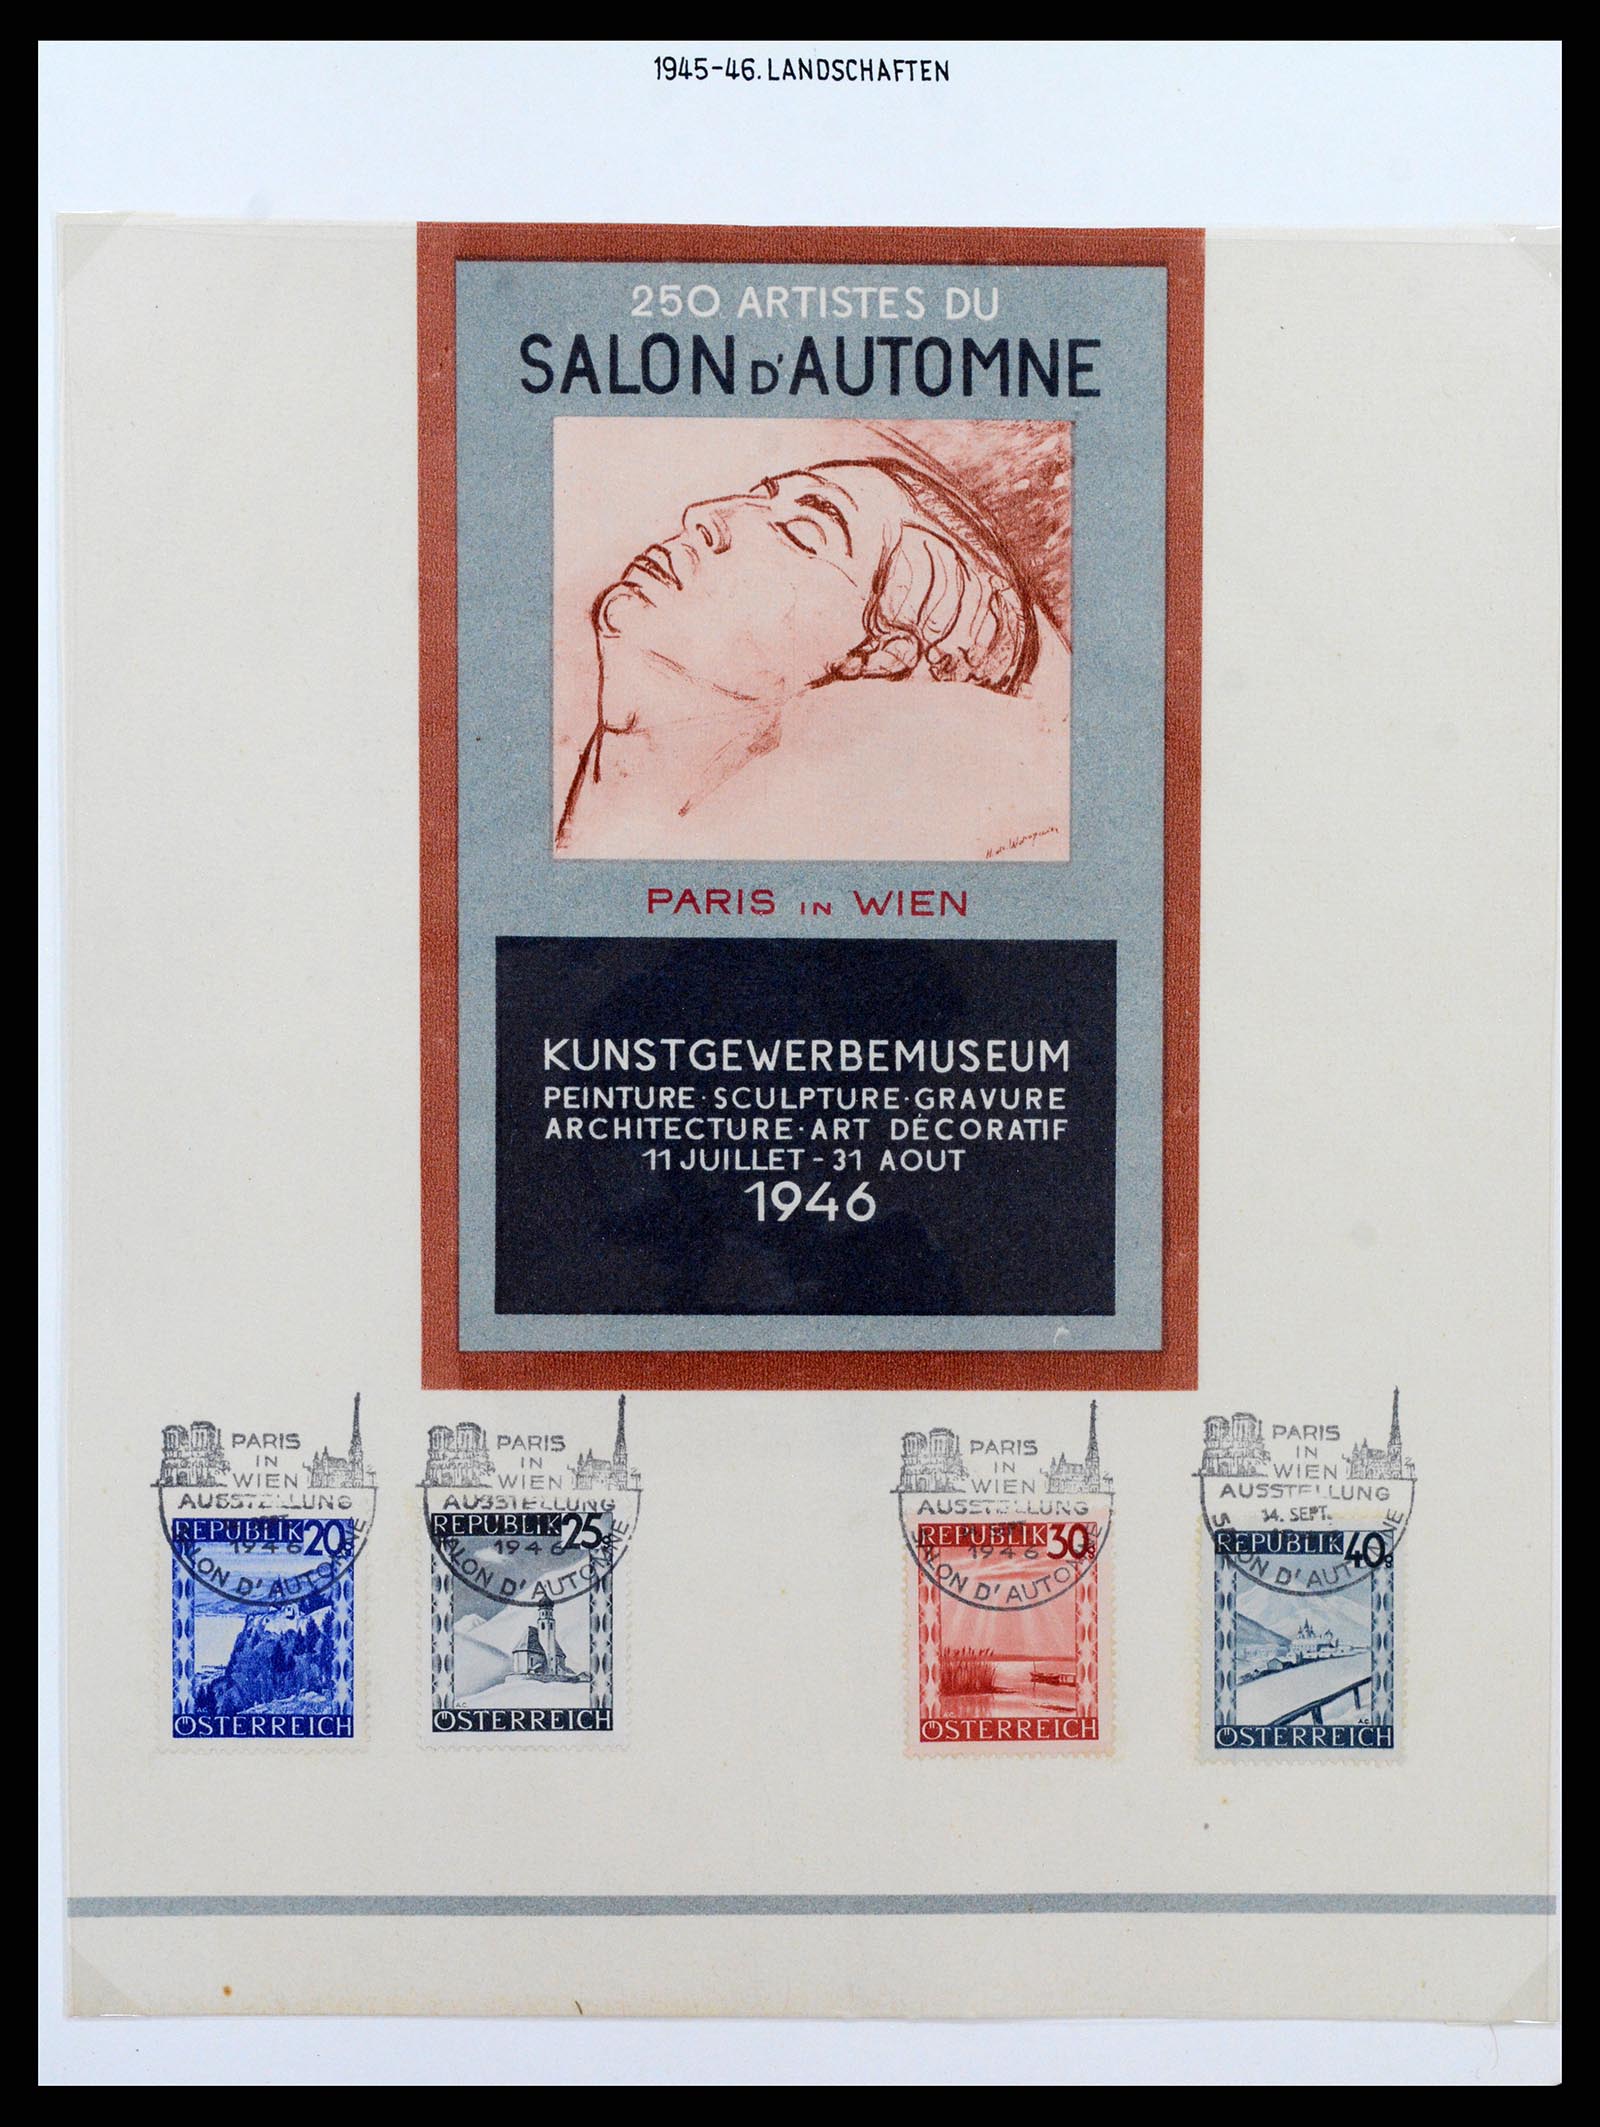 1945-46. LANDSCHAFTEN
250 ARTISTES DU
SALON D'AUTOMNE
PARIS IN WIEN
KUNSTGEWERBEMUSEUM
PEINTURE · SCULPTURE · GRAVURE
ARCHITECTURE · ART DÉCORATIF
11 JUILLET - 31 AOUT
1946
PARIS
IN
WIEN
AUSSTELLUNG
1946
SALON D'AUTOMNE
REPUBLIK 20g
ÖSTERREICH
PARIS
IN
WIEN
AUSSTELLUNG
1946
SALON D'AUTOMNE
REPUBLIK 25g
A.C.
ÖSTERREICH
PARIS
IN
WIEN
AUSSTELLUNG
1946
SALON D'AUTOMNE
REPUBLIK 30g
A.C.
ÖSTERREICH
PARIS
IN
WIEN
AUSSTELLUNG
14. SEPT.
SALON D'AUTOMNE
REPUBLIK 40g
A.C.
ÖSTERREICH